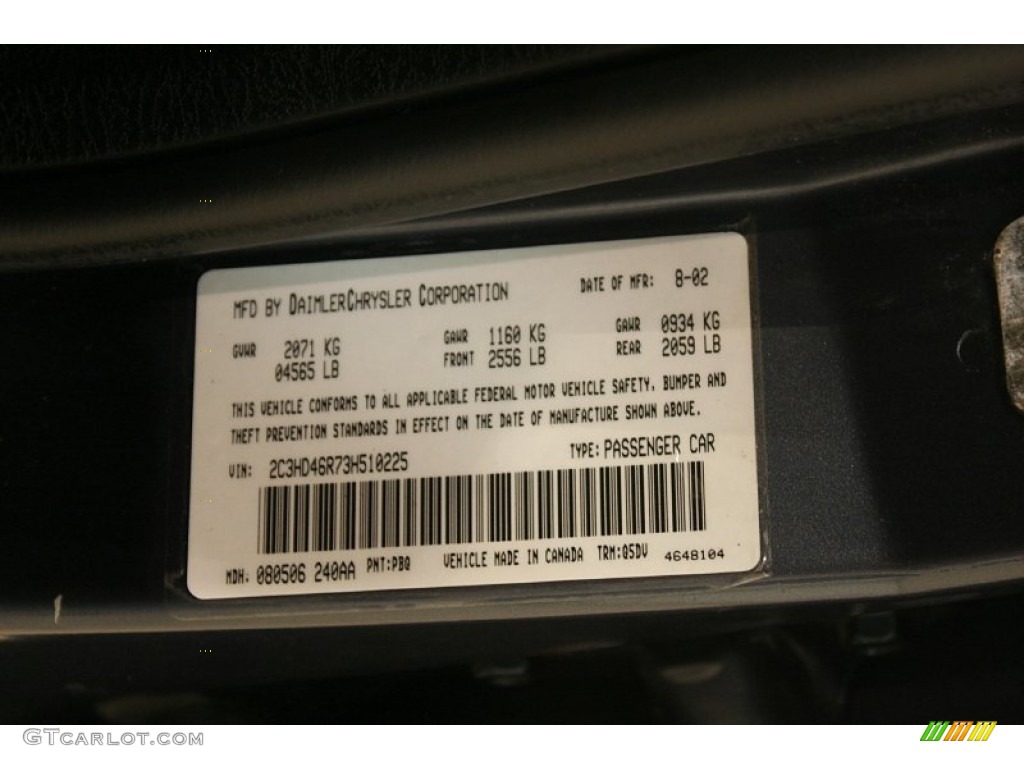 MFD BY DAIMLERCHRYSLER CORPORATION DATE OF MFR: 8-02
GVWR 2071 KG GAWR 1160 KG GAWR 0934 KG
04565 LB FRONT 2556 LB REAR 2059 LB
THIS VEHICLE CONFORMS TO ALL APPLICABLE FEDERAL MOTOR VEHICLE SAFETY, BUMPER AND
THEFT PREVENTION STANDARDS IN EFFECT ON THE DATE OF MANUFACTURE SHOWN ABOVE.
VIN: 2C3HD46R73H510225 TYPE: PASSENGER CAR
MDH: 080506 240AA PNT:PBQ VEHICLE MADE IN CANADA TRM:Q5DV 4648104
GTCARLOT.COM